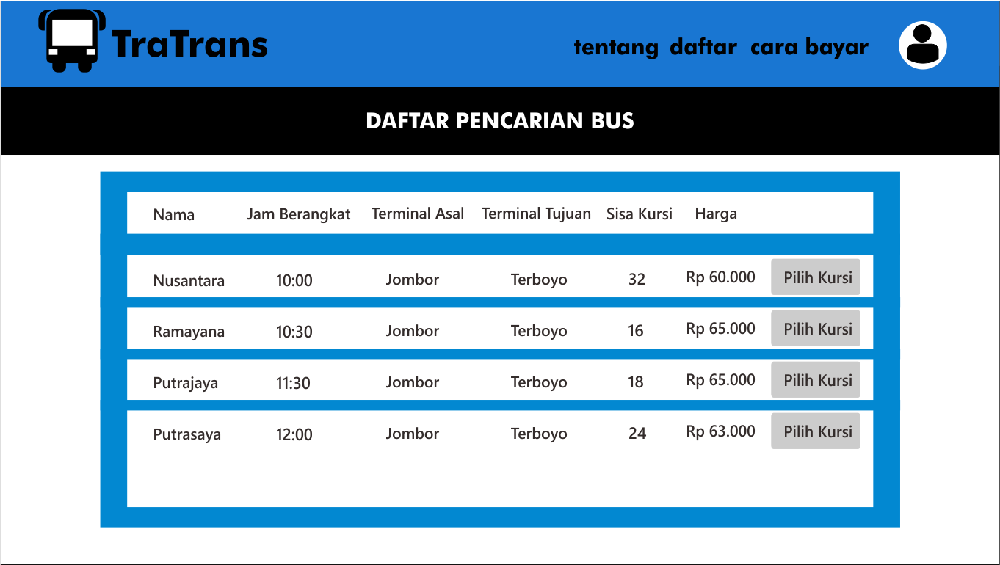 TraTrans
tentang daftar cara bayar
DAFTAR PENCARIAN BUS
Nama Jam Berangkat Terminal Asal Terminal Tujuan Sisa Kursi Harga
Nusantara 10:00 Jombor Terboyo 32 Rp 60.000 Pilih Kursi
Ramayana 10:30 Jombor Terboyo 16 Rp 65.000 Pilih Kursi
Putrajaya 11:30 Jombor Terboyo 18 Rp 65.000 Pilih Kursi
Putrasaya 12:00 Jombor Terboyo 24 Rp 63.000 Pilih Kursi